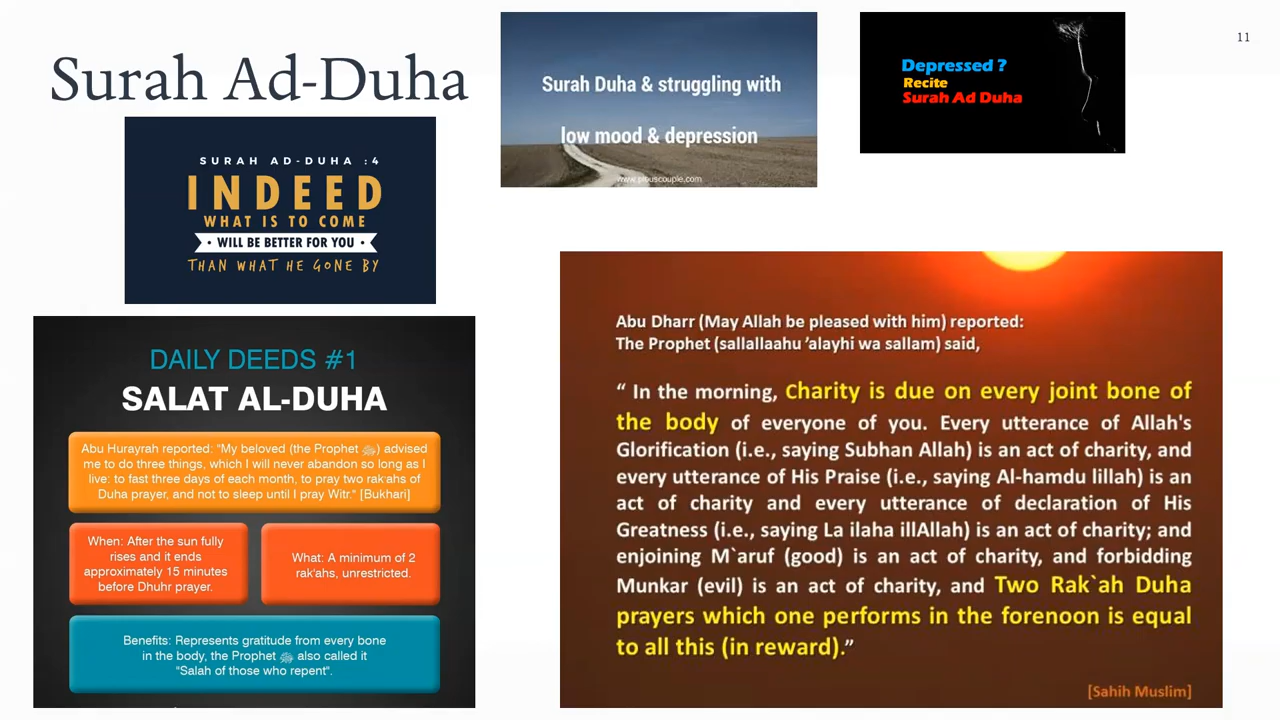 Surah Ad-Duha
11
Surah Duha & struggling with
low mood & depression
www.piouscouple.com
Depressed ?
Recite
Surah Ad Duha
SURAH AD-DUHA :4
INDEED
WHAT IS TO COME
• WILL BE BETTER FOR YOU •
THAN WHAT HE GONE BY
DAILY DEEDS #1
SALAT AL-DUHA
Abu Hurayrah reported: "My beloved (the Prophet ﷺ) advised
me to do three things, which I will never abandon so long as I
live: to fast three days of each month, to pray two rak'ahs of
Duha prayer, and not to sleep until I pray Witr." [Bukhari]
When: After the sun fully
rises and it ends
approximately 15 minutes
before Dhuhr prayer.
What: A minimum of 2
rak'ahs, unrestricted.
Benefits: Represents gratitude from every bone
in the body, the Prophet ﷺ also called it
"Salah of those who repent".
Abu Dharr (May Allah be pleased with him) reported:
The Prophet (sallallaahu 'alayhi wa sallam) said,
“ In the morning, Charity is due on every joint bone of
the body of everyone of you. Every utterance of Allah's
Glorification (i.e., saying Subhan Allah) is an act of charity, and
every utterance of His Praise (i.e., saying Al-hamdu lillah) is an
act of charity and every utterance of declaration of His
Greatness (i.e., saying La ilaha illAllah) is an act of charity; and
enjoining M`aruf (good) is an act of charity, and forbidding
Munkar (evil) is an act of charity, and Two Rak`ah Duha
prayers which one performs in the forenoon is equal
to all this (in reward).”
[Sahih Muslim]